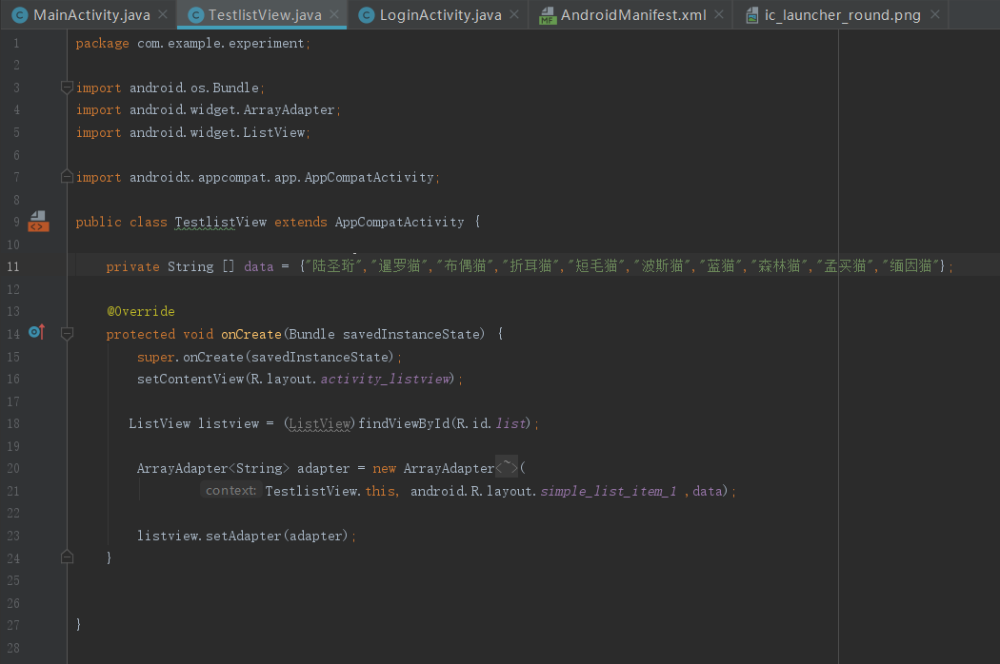 MainActivity.java TestlistView.java LoginActivity.java AndroidManifest.xml ic_launcher_round.png
1 package com.example.experiment;
2
3 import android.os.Bundle;
4 import android.widget.ArrayAdapter;
5 import android.widget.ListView;
6
7 import androidx.appcompat.app.AppCompatActivity;
8
9 public class TestlistView extends AppCompatActivity {
10
11 private String [] data = {"陆圣珩","暹罗猫","布偶猫","折耳猫","短毛猫","波斯猫","蓝猫","森林猫","孟买猫","缅因猫"};
12
13 @Override
14 protected void onCreate(Bundle savedInstanceState) {
15 super.onCreate(savedInstanceState);
16 setContentView(R.layout.activity_listview);
17
18 ListView listview = (ListView)findViewById(R.id.list);
19
20 ArrayAdapter<String> adapter = new ArrayAdapter<~>(
21 context: TestlistView.this, android.R.layout.simple_list_item_1 ,data);
22
23 listview.setAdapter(adapter);
24 }
25
26
27 }
28